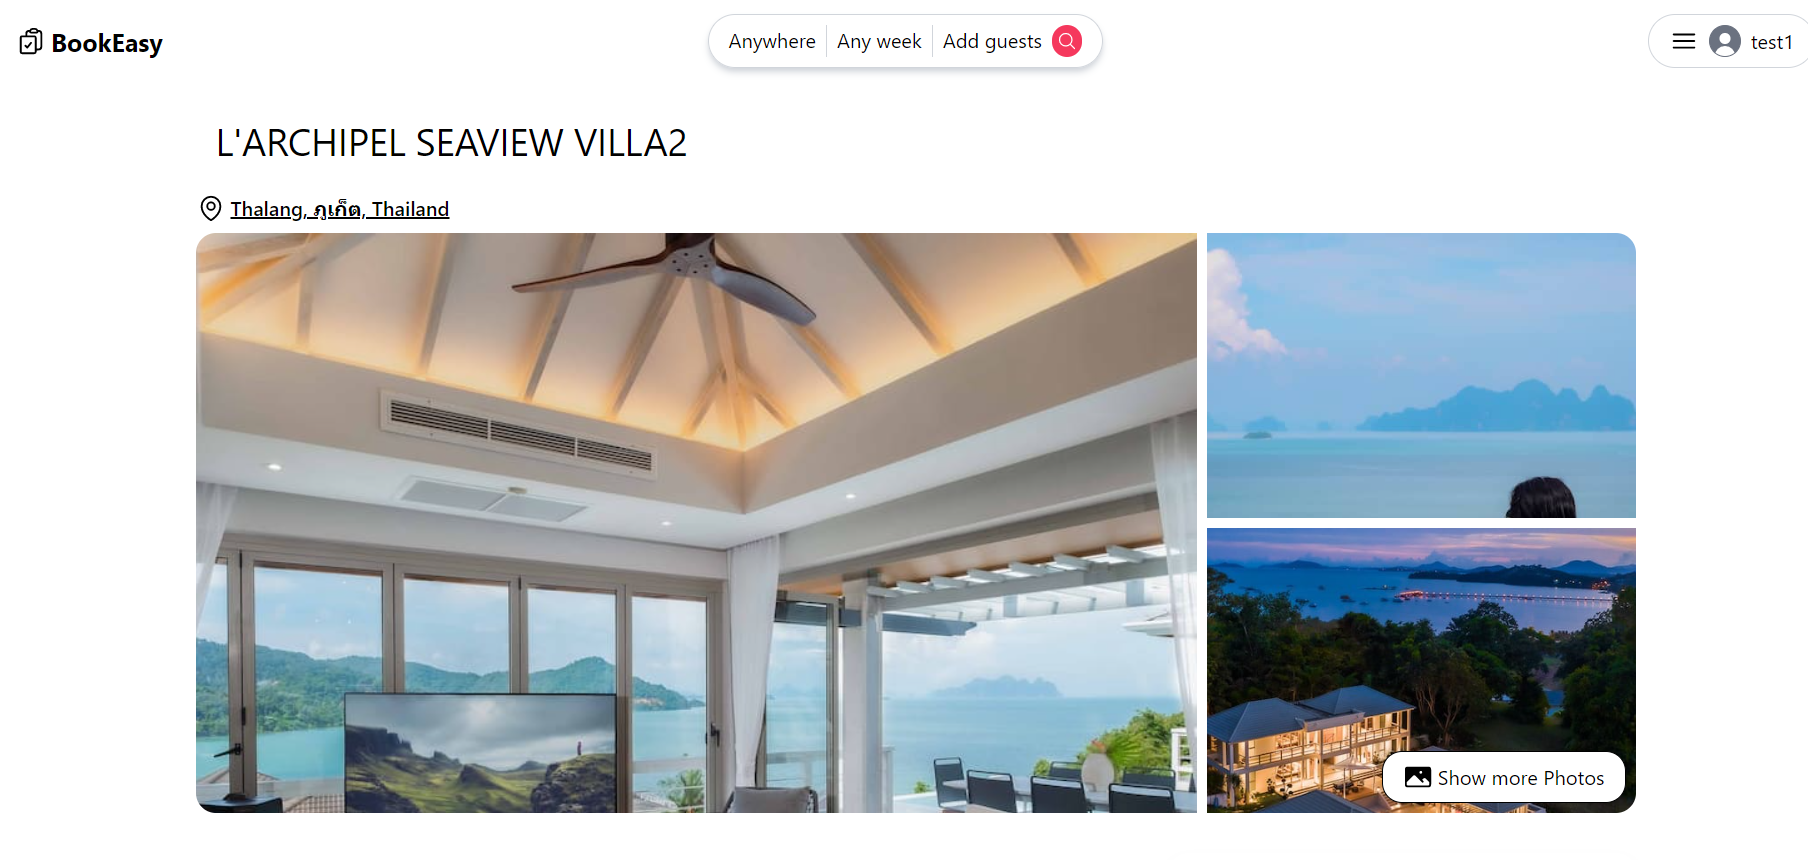 BookEasy
Anywhere Any week Add guests
test1
L'ARCHIPEL SEAVIEW VILLA2
Thalang, ภูเก็ต, Thailand
Show more Photos